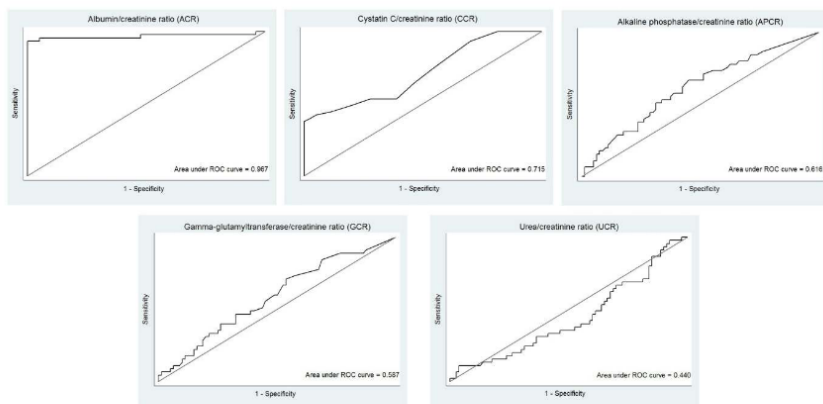 Albumin/creatinine ratio (ACR)
Sensitivity
Area under ROC curve = 0.967
1 - Specificity
Cystatin C/creatinine ratio (CCR)
Sensitivity
Area under ROC curve = 0.715
1 - Specificity
Alkaline phosphatase/creatinine ratio (APCR)
Sensitivity
Area under ROC curve = 0.616
1 - Specificity
Gamma-glutamyltransferase/creatinine ratio (GCR)
Sensitivity
Area under ROC curve = 0.587
1 - Specificity
Urea/creatinine ratio (UCR)
Sensitivity
Area under ROC curve = 0.440
1 - Specificity